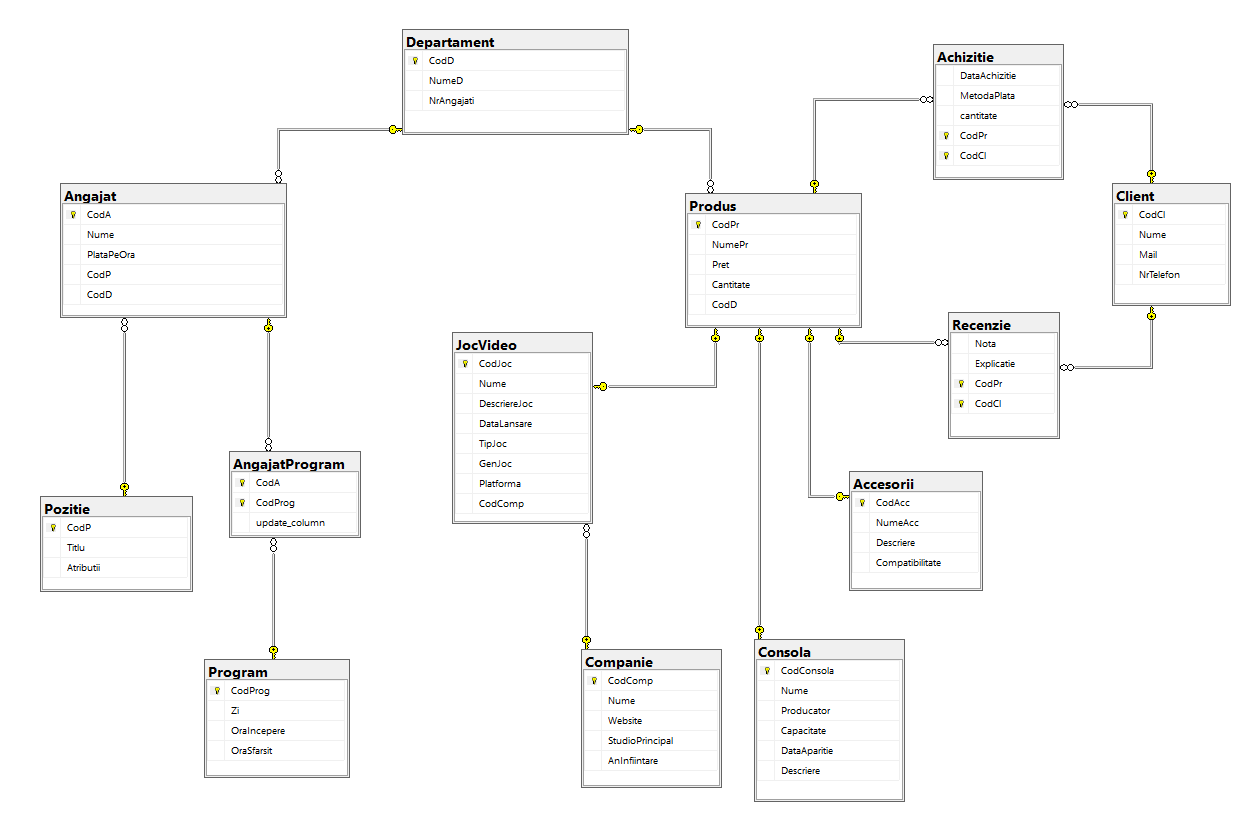 Departament
CodD
NumeD
NrAngajati
Achizitie
DataAchizitie
MetodaPlata
cantitate
CodPr
CodCl
Angajat
CodA
Nume
PlataPeOra
CodP
CodD
Produs
CodPr
NumePr
Pret
Cantitate
CodD
Client
CodCl
Nume
Mail
NrTelefon
Recenzie
Nota
Explicatie
CodPr
CodCl
JocVideo
CodJoc
Nume
DescriereJoc
DataLansare
TipJoc
GenJoc
Platforma
CodComp
AngajatProgram
CodA
CodProg
update_column
Accesorii
CodAcc
NumeAcc
Descriere
Compatibilitate
Pozitie
CodP
Titlu
Atributii
Program
CodProg
Zi
OraIncepere
OraSfarsit
Companie
CodComp
Nume
Website
StudioPrincipal
AnInfiintare
Consola
CodConsola
Nume
Producator
Capacitate
DataAparitie
Descriere